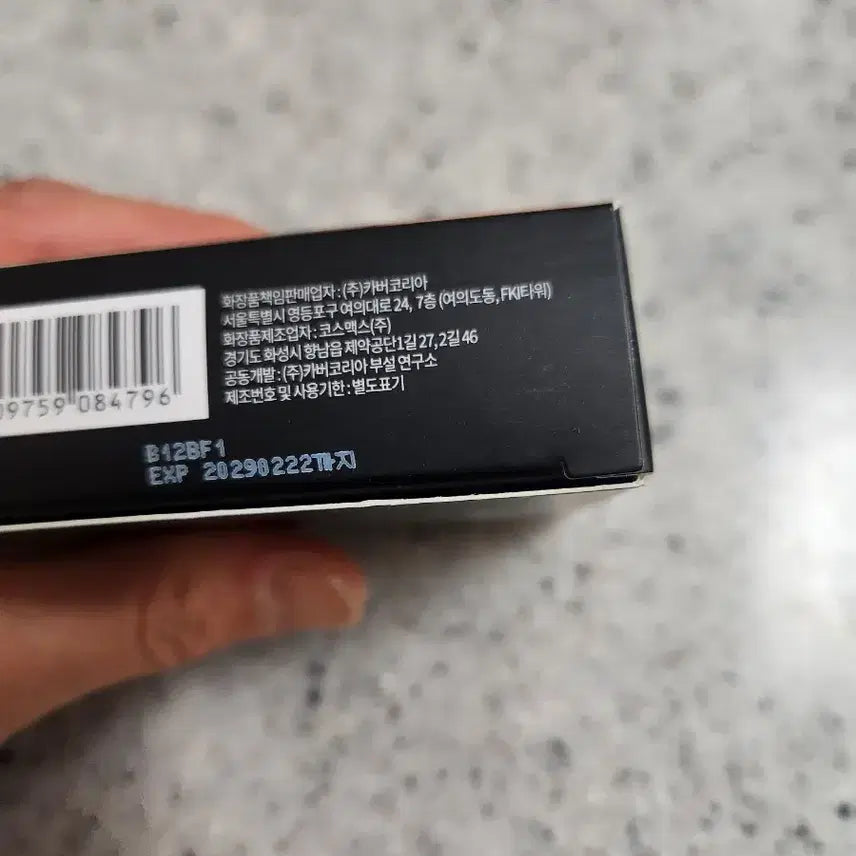 화장품책임판매업자 : (주)카버코리아
서울특별시 영등포구 여의대로 24, 7층 (여의도동, FKI타워)
화장품제조업자 : 코스맥스(주)
경기도 화성시 향남읍 제약공단1길 27, 2길 46
공동개발 : (주)카버코리아 부설 연구소
제조번호 및 사용기한 : 별도표기
09759 084796
B12BF1
EXP 20290222까지